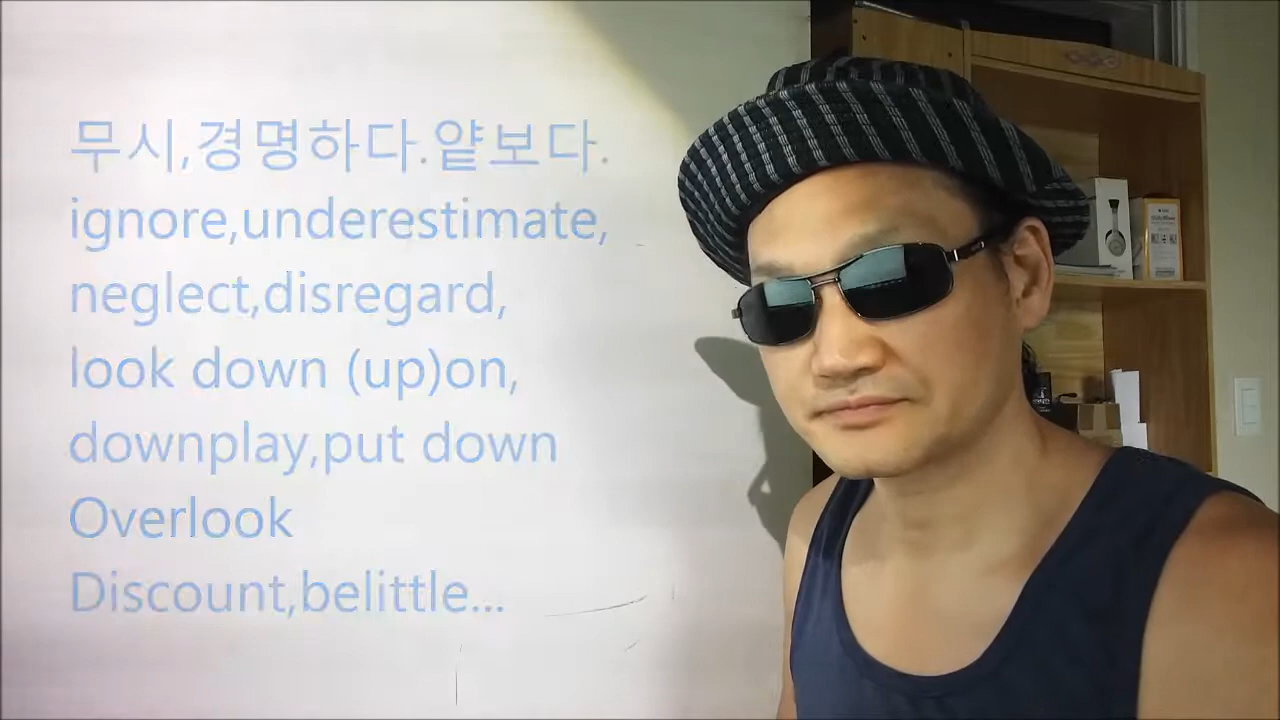 무시,경명하다.얕보다.
ignore,underestimate,
neglect,disregard,
look down (up)on,
downplay,put down
Overlook
Discount,belittle...